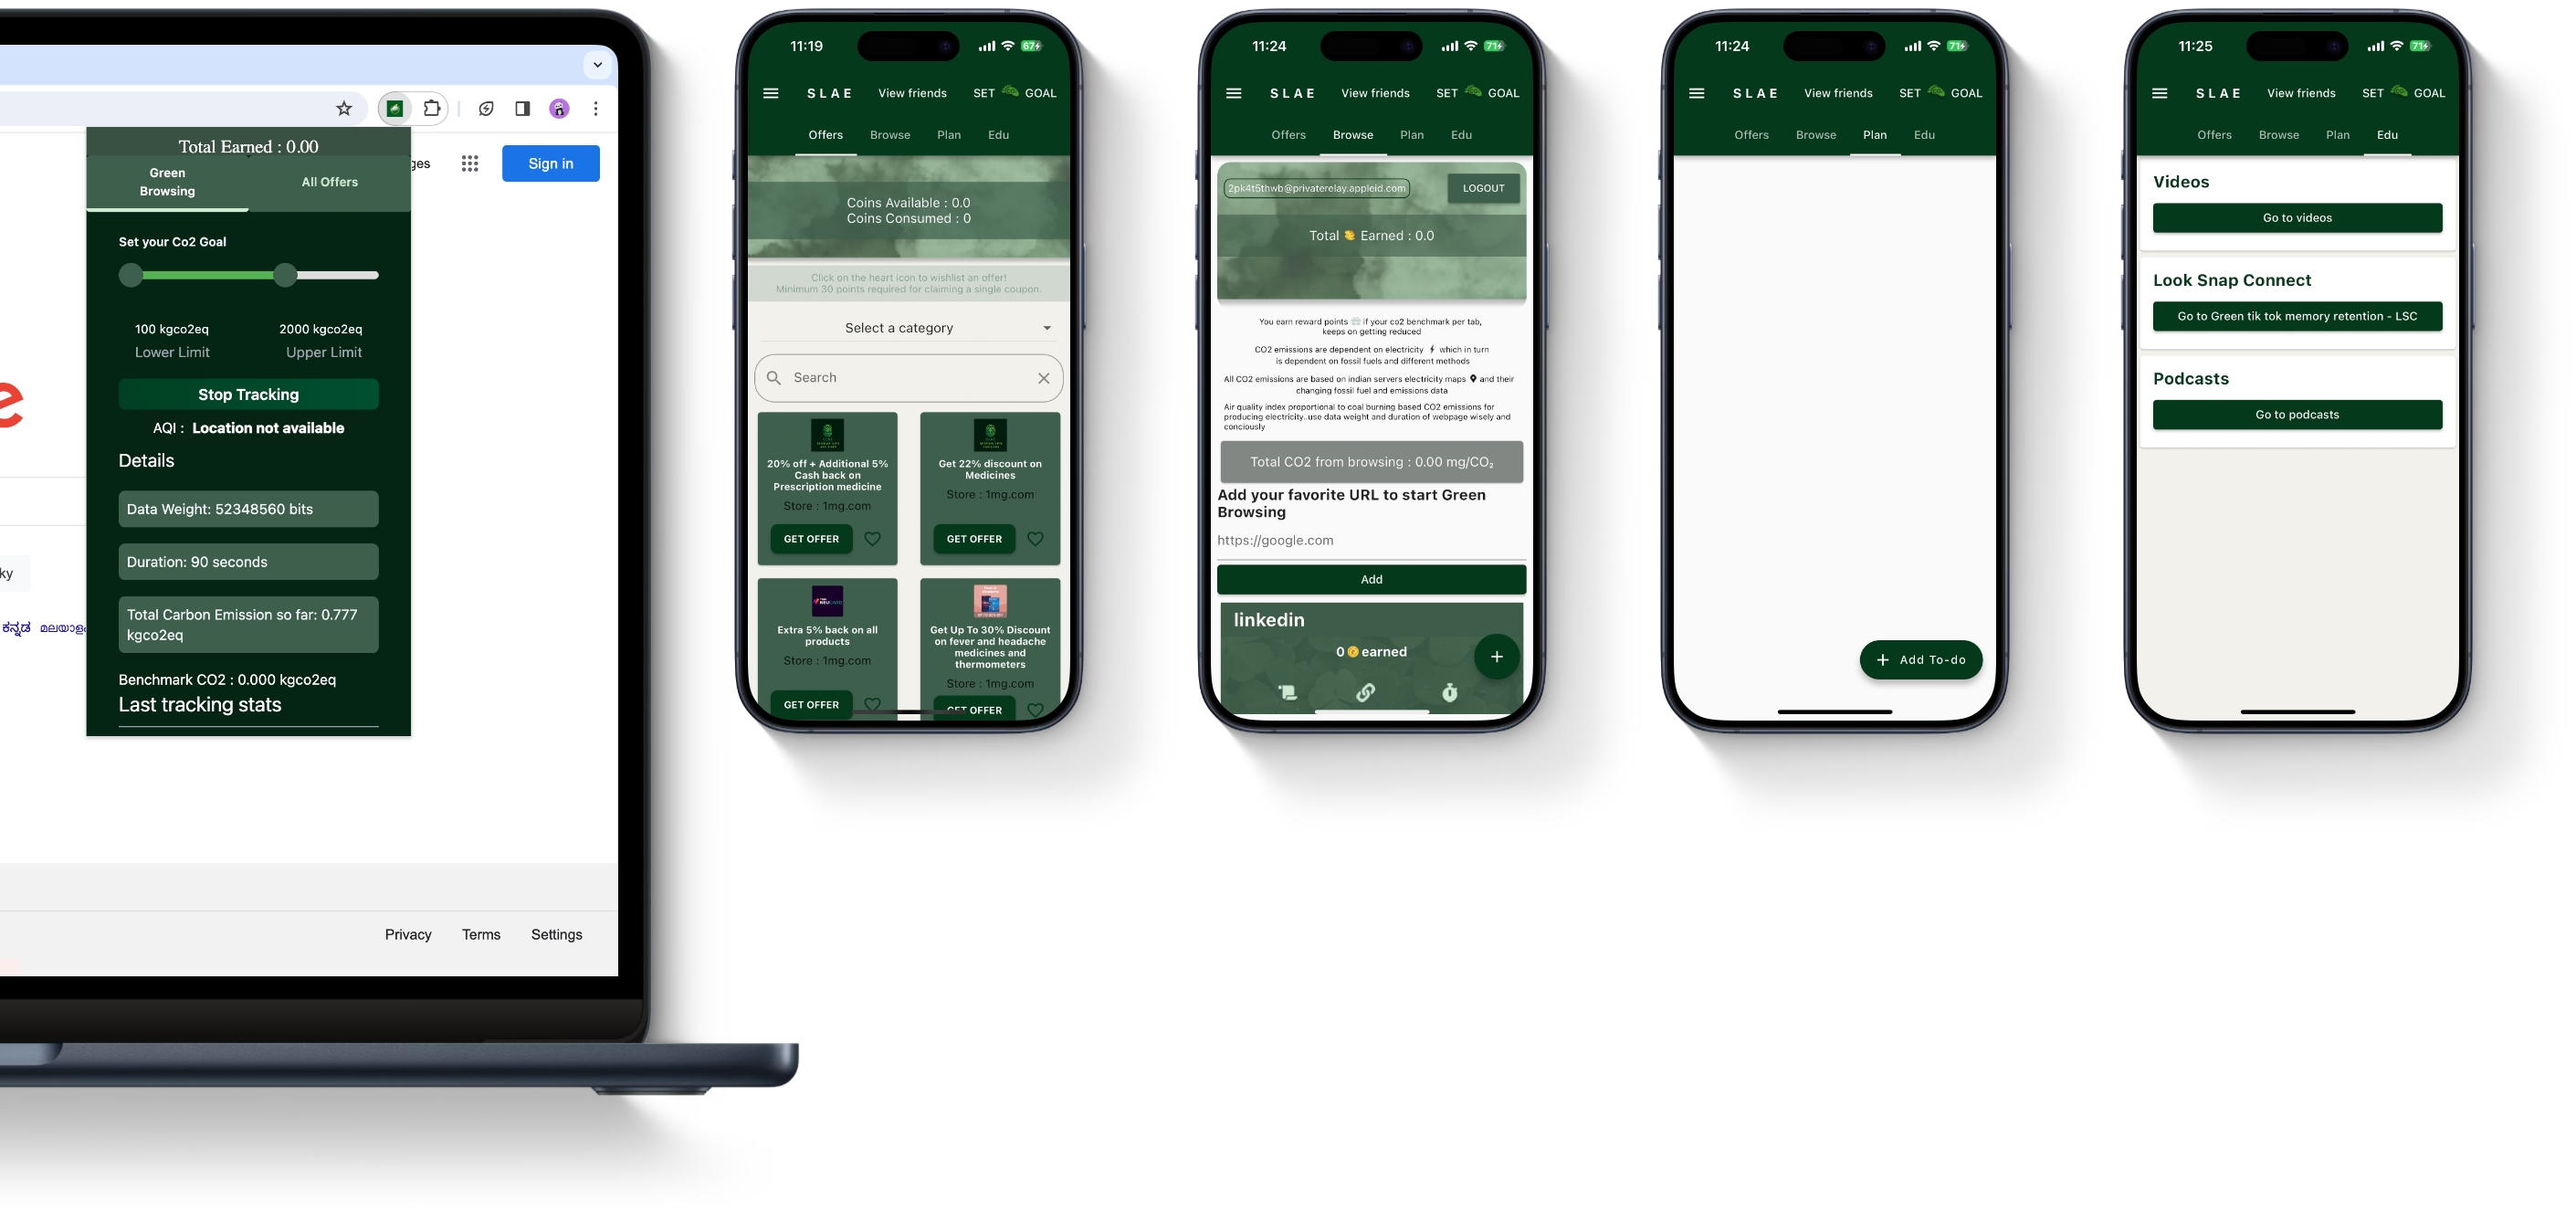 Total Earned : 0.00
Green
Browsing
All Offers
Set your Co2 Goal
100 kgco2eq
Lower Limit
2000 kgco2eq
Upper Limit
Stop Tracking
AQI : Location not available
Details
Data Weight: 52348560 bits
Duration: 90 seconds
Total Carbon Emission so far: 0.777
kgco2eq
Benchmark CO2 : 0.000 kgco2eq
Last tracking stats
ges
Sign in
e
ky
ಕನ್ನಡ
Privacy Terms Settings
11:19
67
SLAE View friends SET GOAL
Offers Browse Plan Edu
Coins Available : 0.0
Coins Consumed : 0
Click on the heart icon to wishlist an offer!
Minimum 30 points required for claiming a single coupon.
Select a category
Search
20% off + Additional 5%
Cash back on
Prescription medicine
Store : 1mg.com
GET OFFER
Get 22% discount on
Medicines
Store : 1mg.com
GET OFFER
Extra 5% back on all
products
Store : 1mg.com
GET OFFER
Get Up To 30% Discount
on fever and headache
medicines and
thermometers
Store : 1mg.com
GET OFFER
11:24
71
SLAE View friends SET GOAL
Offers Browse Plan Edu
2pk4t5thwb@privaterelay.appleid.com
LOGOUT
Total Earned : 0.0
You earn reward points if your co2 benchmark per tab,
keeps on getting reduced
CO2 emissions are dependent on electricity which in turn
is dependent on fossil fuels and different methods
All CO2 emissions are based on indian servers electricity maps and their
changing fossil fuel and emissions data
Air quality index proportional to coal burning based CO2 emissions for
producing electricity..use data weight and duration of webpage wisely and
conciously
Total CO2 from browsing : 0.00 mg/CO₂
Add your favorite URL to start Green
Browsing
https://google.com
Add
linkedin
0 earned
11:24
71
SLAE View friends SET GOAL
Offers Browse Plan Edu
+ Add To-do
11:25
71
SLAE View friends SET GOAL
Offers Browse Plan Edu
Videos
Go to videos
Look Snap Connect
Go to Green tik tok memory retention - LSC
Podcasts
Go to podcasts